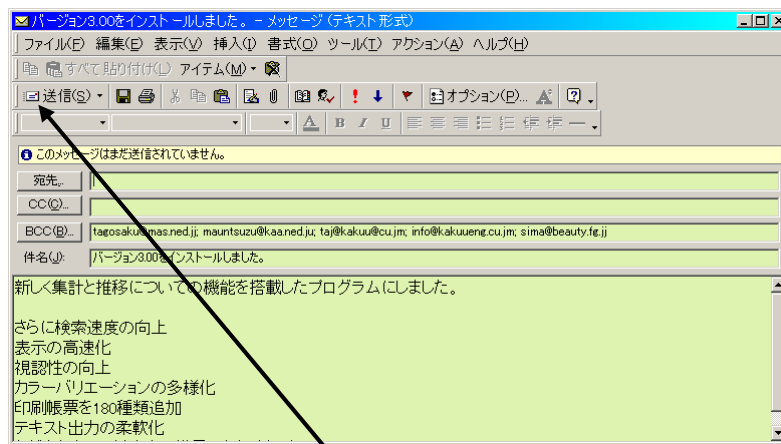 バージョン3.00をインストールしました。 - メッセージ (テキスト形式)
ファイル(F) 編集(E) 表示(V) 挿入(I) 書式(O) ツール(T) アクション(A) ヘルプ(H)
すべて貼り付け(L) アイテム(M)
送信(S) オプション(P)...
A B I U
このメッセージはまだ送信されていません。
宛先...
CC(C)...
BCC(B)... tagosaku@mas.ned.jj; mauntsuzu@kaa.ned.ju; taj@kakuu@cu.jm; info@kakuueng.cu.jm; sima@beauty.fg.jj
件名(J): バージョン3.00をインストールしました。
新しく集計と推移についての機能を搭載したプログラムにしました。
さらに検索速度の向上
表示の高速化
視認性の向上
カラーバリエーションの多様化
印刷帳票を180種類追加
テキスト出力の柔軟化